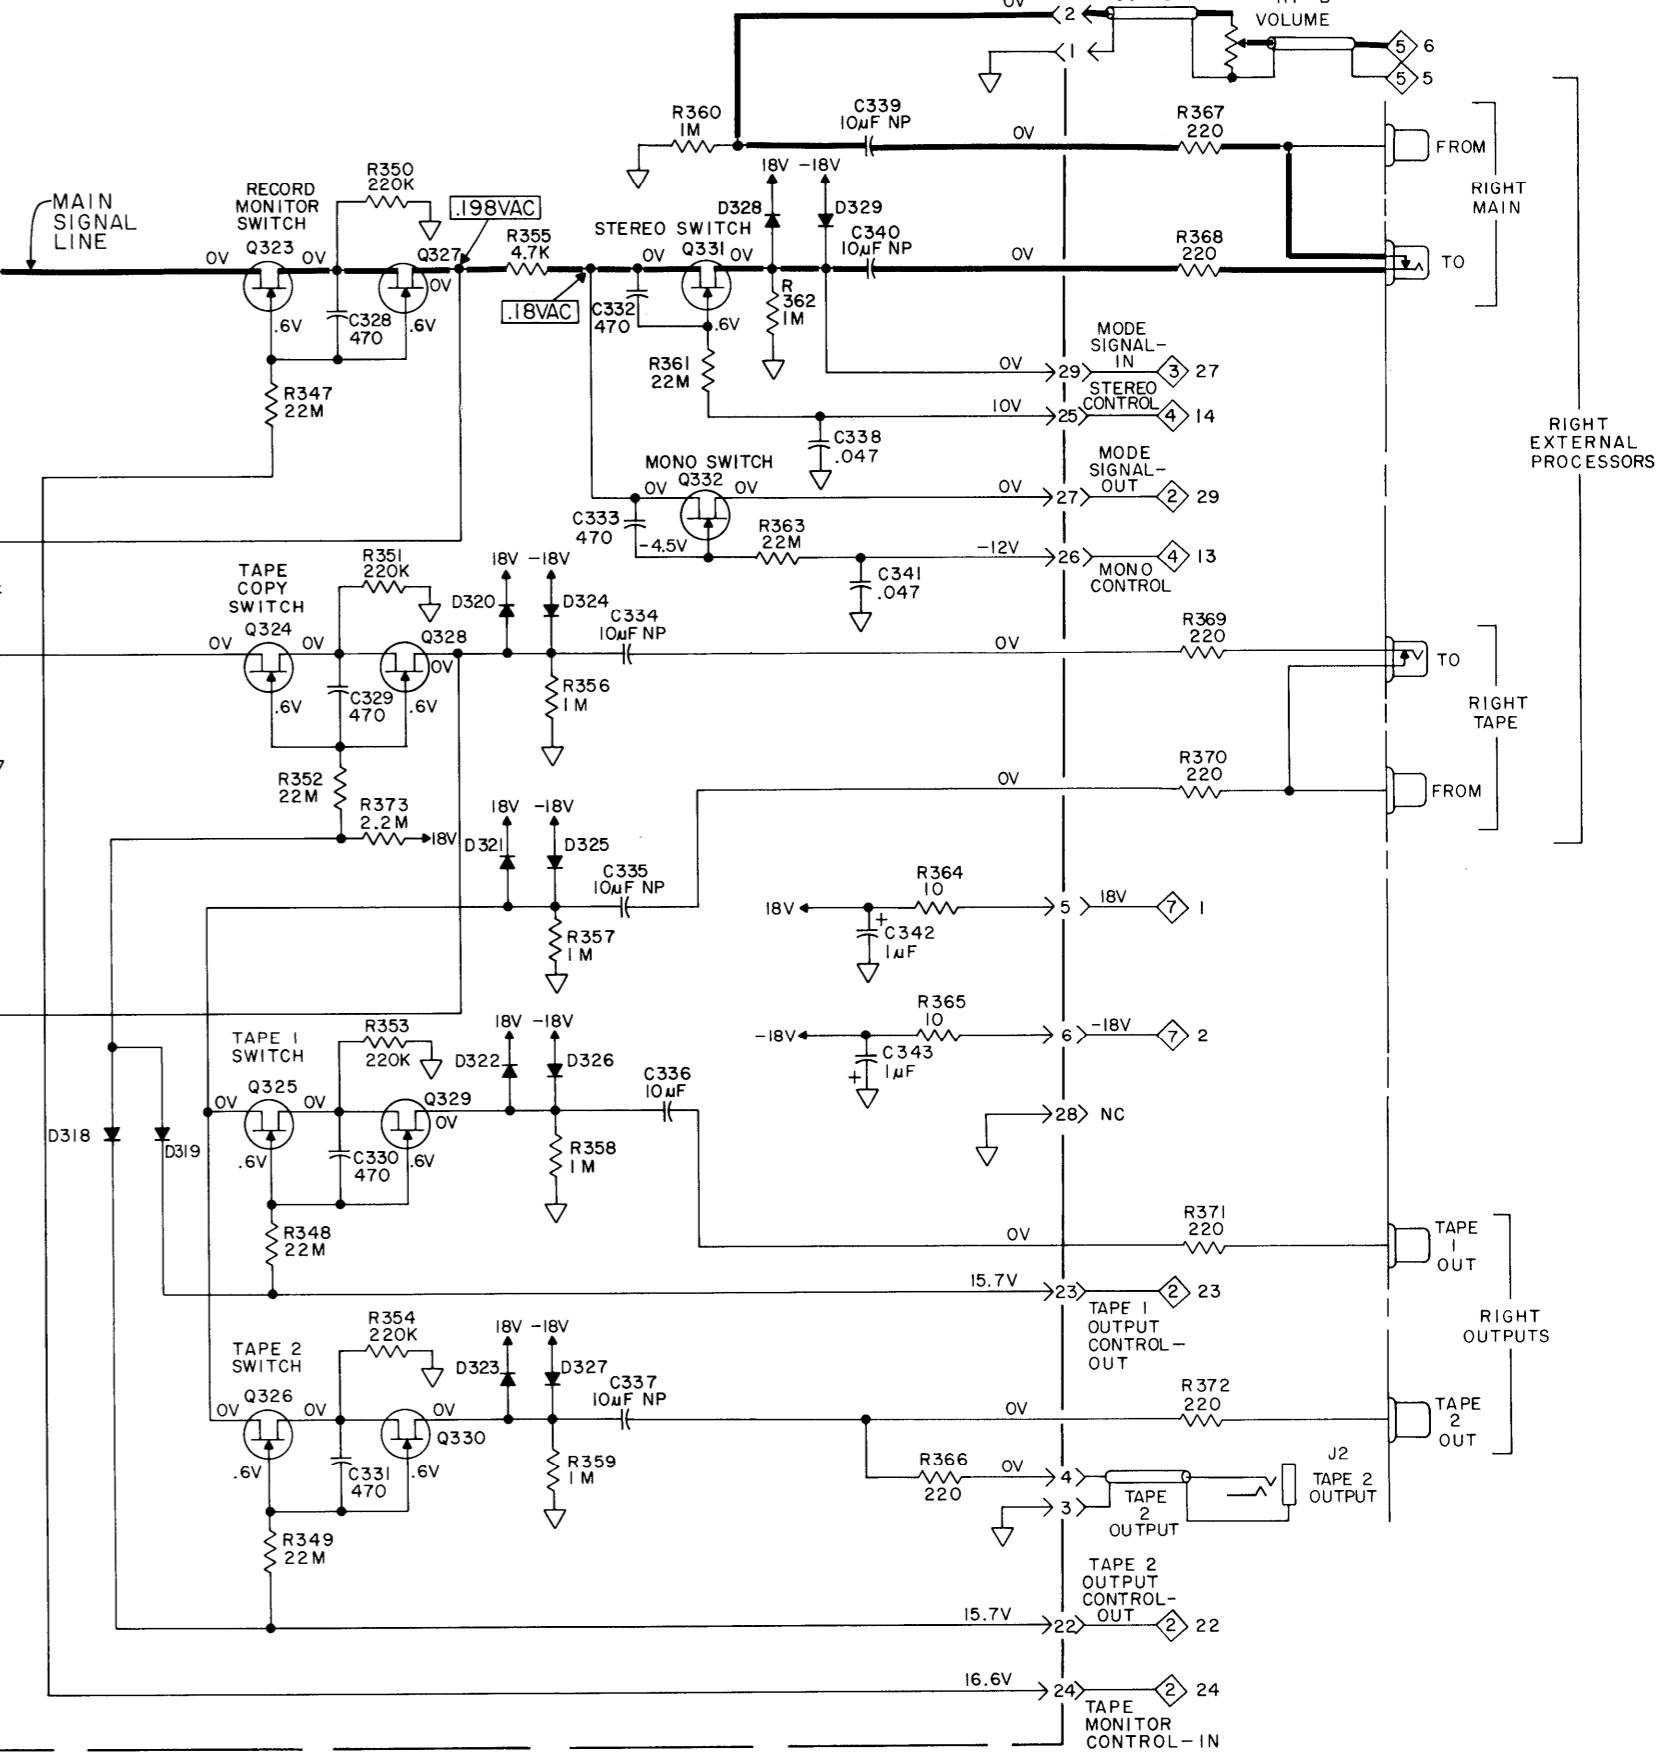 0V
2
VOLUME
5 6
1
5 5
R360
1M
C339
10µF NP
0V
R367
220
FROM
RIGHT
MAIN
18V -18V
R350
220K
MAIN
SIGNAL
LINE
RECORD
MONITOR
SWITCH
Q323
0V
0V
Q327
0V
.198VAC
R355
4.7K
STEREO SWITCH
0V
Q331
0V
D328
D329
C340
10µF NP
0V
R368
220
TO
.6V
C328
470
.6V
.18VAC
C332
470
.6V
R
362
1M
R361
22M
R347
22M
0V
29
MODE
SIGNAL-
IN
3 27
10V
25
STEREO
CONTROL
4 14
C338
.047
RIGHT
EXTERNAL
PROCESSORS
MONO SWITCH
0V
Q332
0V
0V
27
MODE
SIGNAL-
OUT
2 29
C333
470
-4.5V
R363
22M
-12V
26
4 13
MONO
CONTROL
C341
.047
TAPE
COPY
SWITCH
Q324
0V
0V
R351
220K
Q328
0V
18V -18V
D320
D324
C334
10µF NP
0V
R369
220
TO
RIGHT
TAPE
.6V
C329
470
.6V
R356
1M
R352
22M
R373
2.2M
18V
18V -18V
D321
D325
C335
10µF NP
0V
R370
220
FROM
R357
1M
18V
R364
10
5
18V
7 1
+
C342
1µF
-18V
R365
10
6
-18V
7 2
C343
1µF
+
28 NC
TAPE 1
SWITCH
Q325
0V
0V
R353
220K
Q329
0V
18V -18V
D322
D326
C336
10µF
D318
D319
.6V
C330
470
.6V
R358
1M
R348
22M
0V
R371
220
TAPE
1
OUT
15.7V
23
2 23
TAPE 1
OUTPUT
CONTROL-
OUT
RIGHT
OUTPUTS
TAPE 2
SWITCH
Q326
0V
0V
R354
220K
0V
Q330
18V -18V
D323
D327
C337
10µF NP
0V
R372
220
TAPE
2
OUT
.6V
C331
470
.6V
R359
1M
R366
220
0V
4
3
TAPE
2
OUTPUT
J2
TAPE 2
OUTPUT
R349
22M
TAPE 2
OUTPUT
CONTROL-
OUT
15.7V
22
2 22
16.6V
24
2 24
TAPE
MONITOR
CONTROL-IN